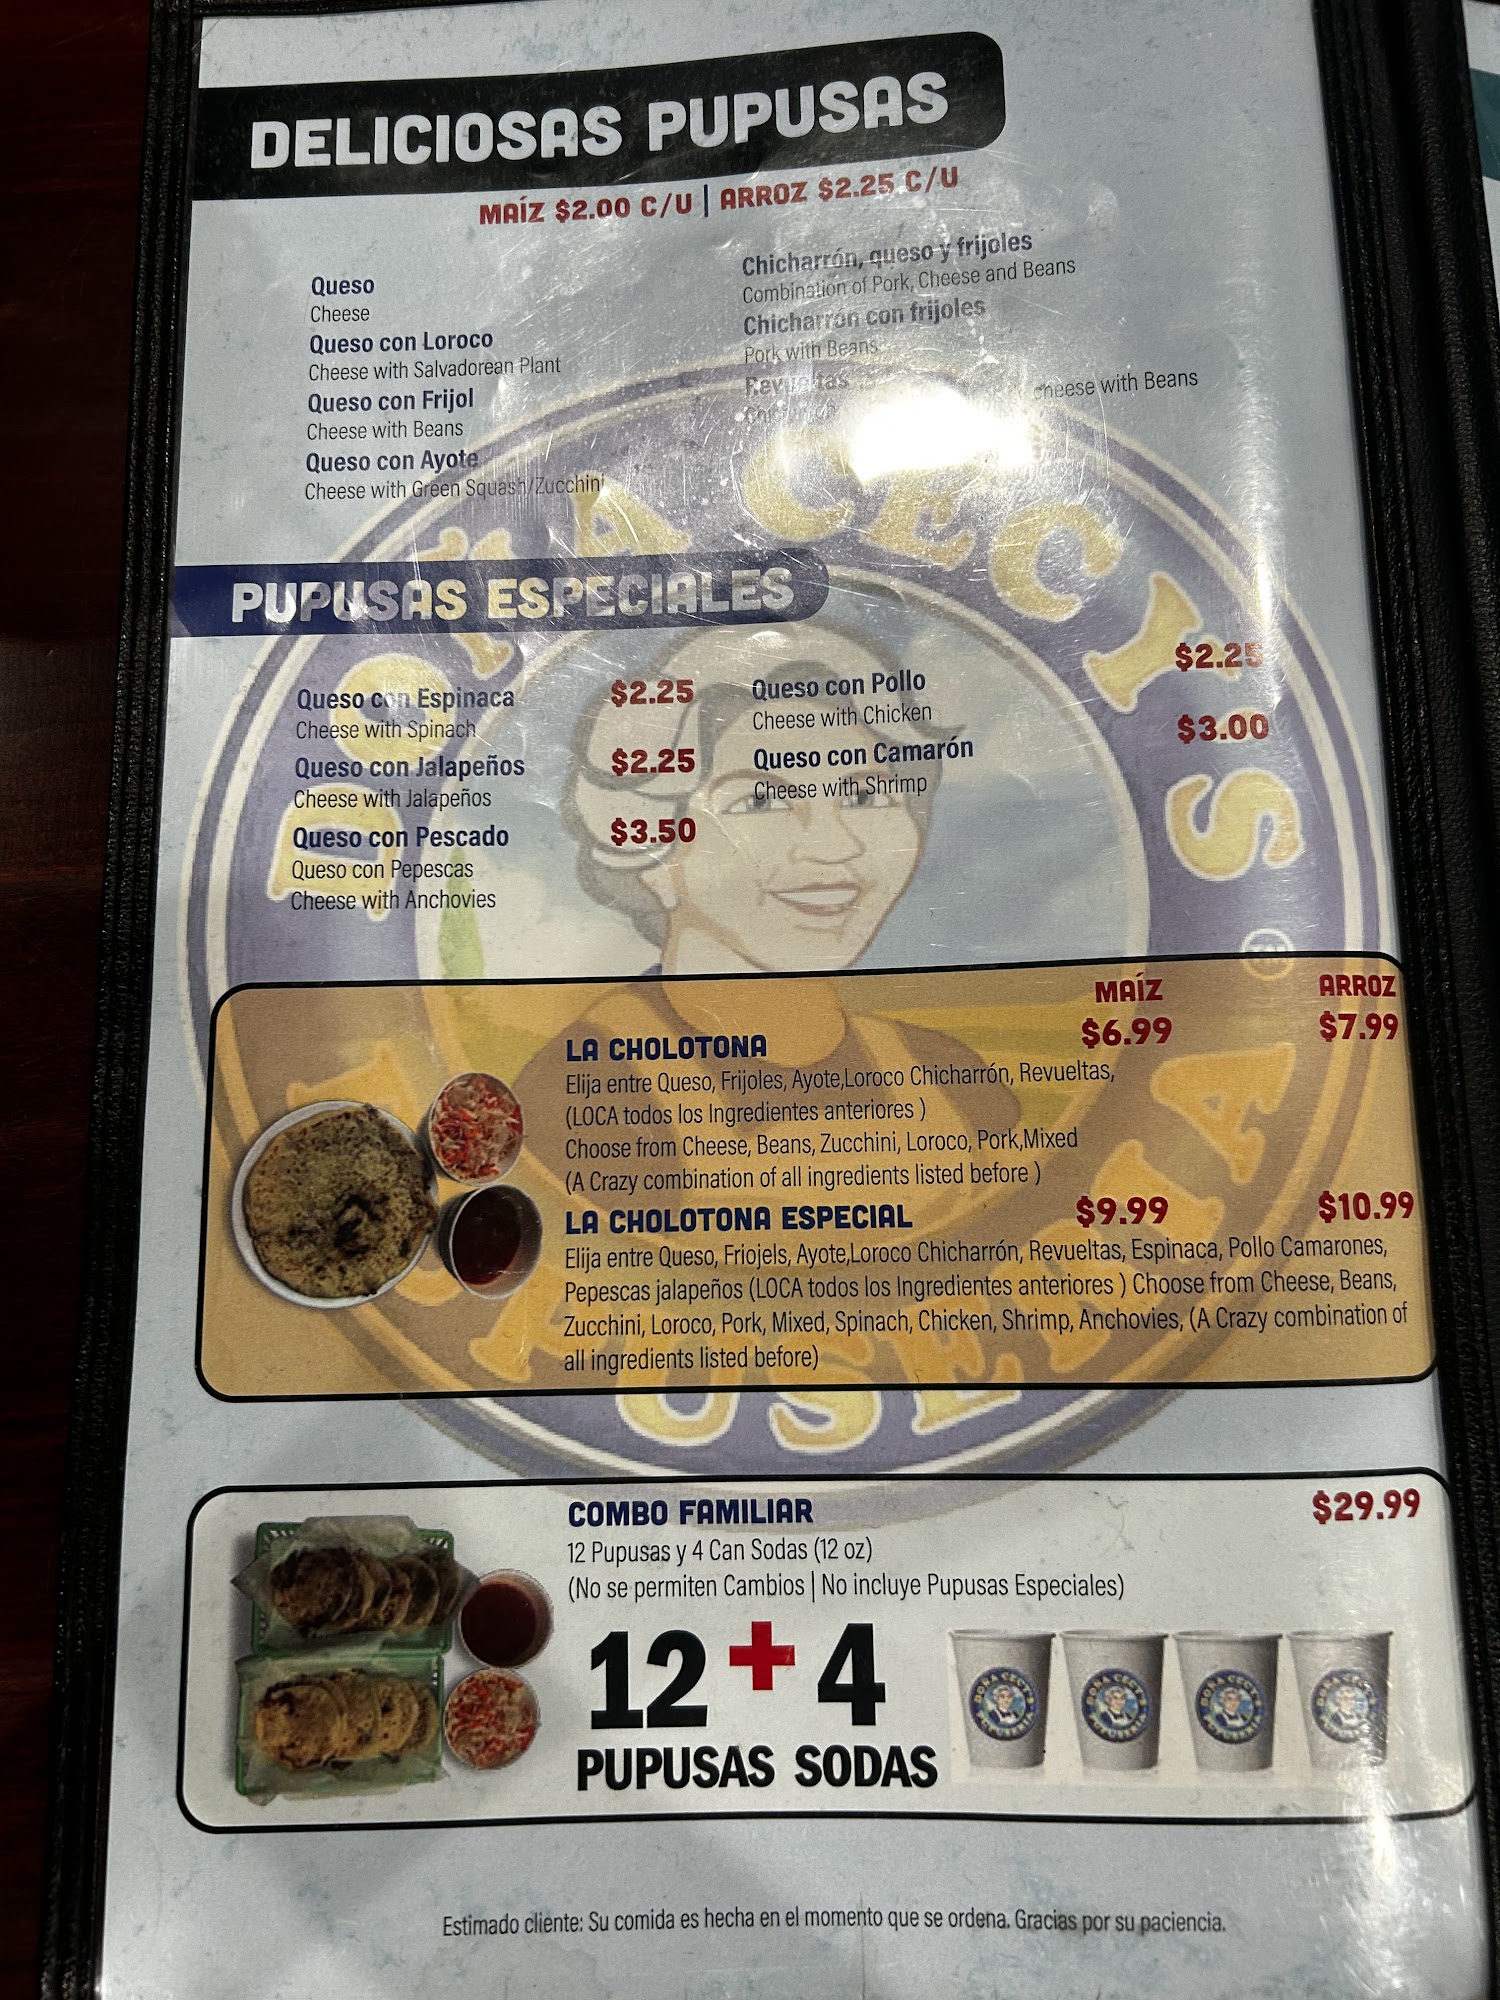 DELICIOSAS PUPUSAS
MAÍZ $2.00 C/U | ARROZ $2.25 C/U
Queso
Cheese
Queso con Loroco
Cheese with Salvadorean Plant
Queso con Frijol
Cheese with Beans
Queso con Ayote
Cheese with Green Squash/Zucchini
Chicharrón, queso y frijoles
Combination of Pork, Cheese and Beans
Chicharron con frijoles
Pork with Beans
Revueltas
cheese with Beans
DOÑA CECY'S
PUPUSAS ESPECIALES
Queso con Espinaca $2.25
Cheese with Spinach
Queso con Jalapeños $2.25
Cheese with Jalapeños
Queso con Pescado $3.50
Queso con Pepescas
Cheese with Anchovies
Queso con Pollo $2.25
Cheese with Chicken
Queso con Camarón $3.00
Cheese with Shrimp
MAÍZ ARROZ
LA CHOLOTONA $6.99 $7.99
Elija entre Queso, Frijoles, Ayote,Loroco Chicharrón, Revueltas,
(LOCA todos los Ingredientes anteriores )
Choose from Cheese, Beans, Zucchini, Loroco, Pork,Mixed
(A Crazy combination of all ingredients listed before )
LA CHOLOTONA ESPECIAL $9.99 $10.99
Elija entre Queso, Friojels, Ayote,Loroco Chicharrón, Revueltas, Espinaca, Pollo Camarones,
Pepescas jalapeños (LOCA todos los Ingredientes anteriores ) Choose from Cheese, Beans,
Zucchini, Loroco, Pork, Mixed, Spinach, Chicken, Shrimp, Anchovies, (A Crazy combination of
all ingredients listed before)
COMBO FAMILIAR $29.99
12 Pupusas y 4 Can Sodas (12 oz)
(No se permiten Cambios | No incluye Pupusas Especiales)
12 + 4
PUPUSAS SODAS
Estimado cliente: Su comida es hecha en el momento que se ordena. Gracias por su paciencia.